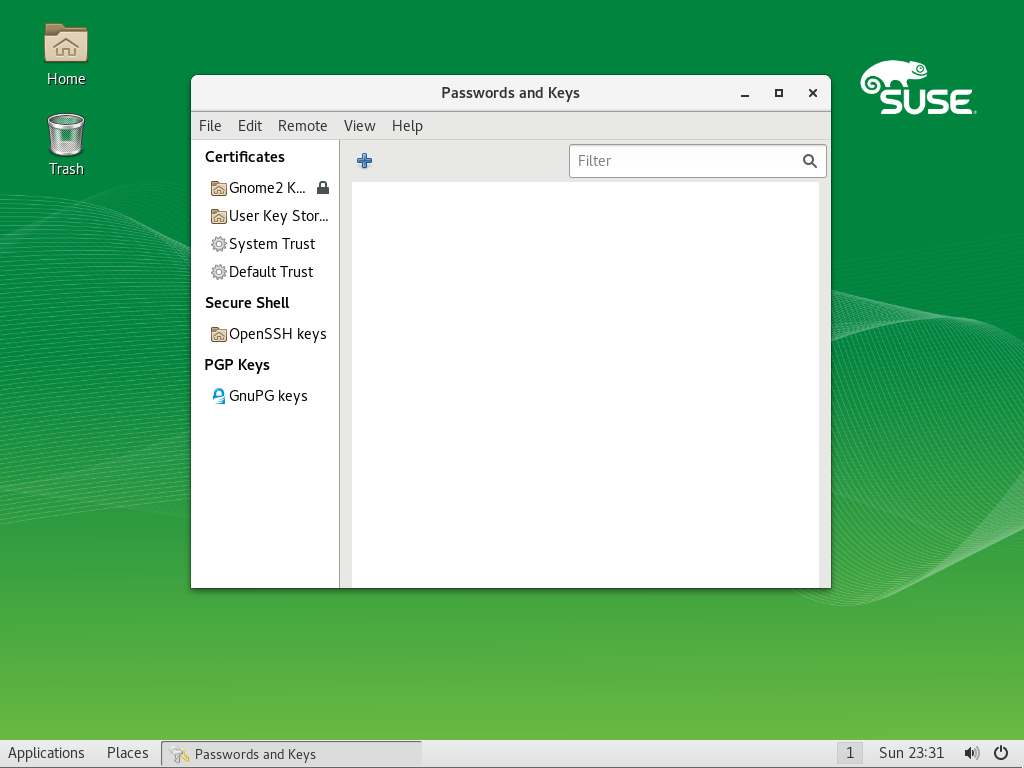 Home
Trash
SUSE
Passwords and Keys
File Edit Remote View Help
Certificates
Gnome2 K...
User Key Stor...
System Trust
Default Trust
Secure Shell
OpenSSH keys
PGP Keys
GnuPG keys
Filter
Applications Places Passwords and Keys 1 Sun 23:31